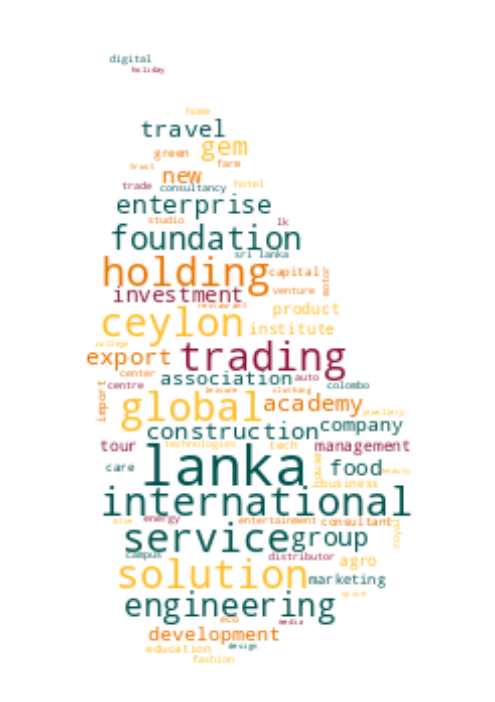 digital
holiday
home
travel
gem
green
farm
trust
new
trade consultancy hotel
enterprise
studio lk
foundation
sri lanka
holding capital
investment venture motor
restaurant product
ceylon institute
college
export trading
center association auto
centre colombo
leisure clothing
import global academy jewellery
construction company
tour technologies tech management
care lanka house food beauty
business
international
blue energy entertainment consultant royal
service group
campus distributor agro
solution marketing
spice
engineering
eco media
development
education design
fashion